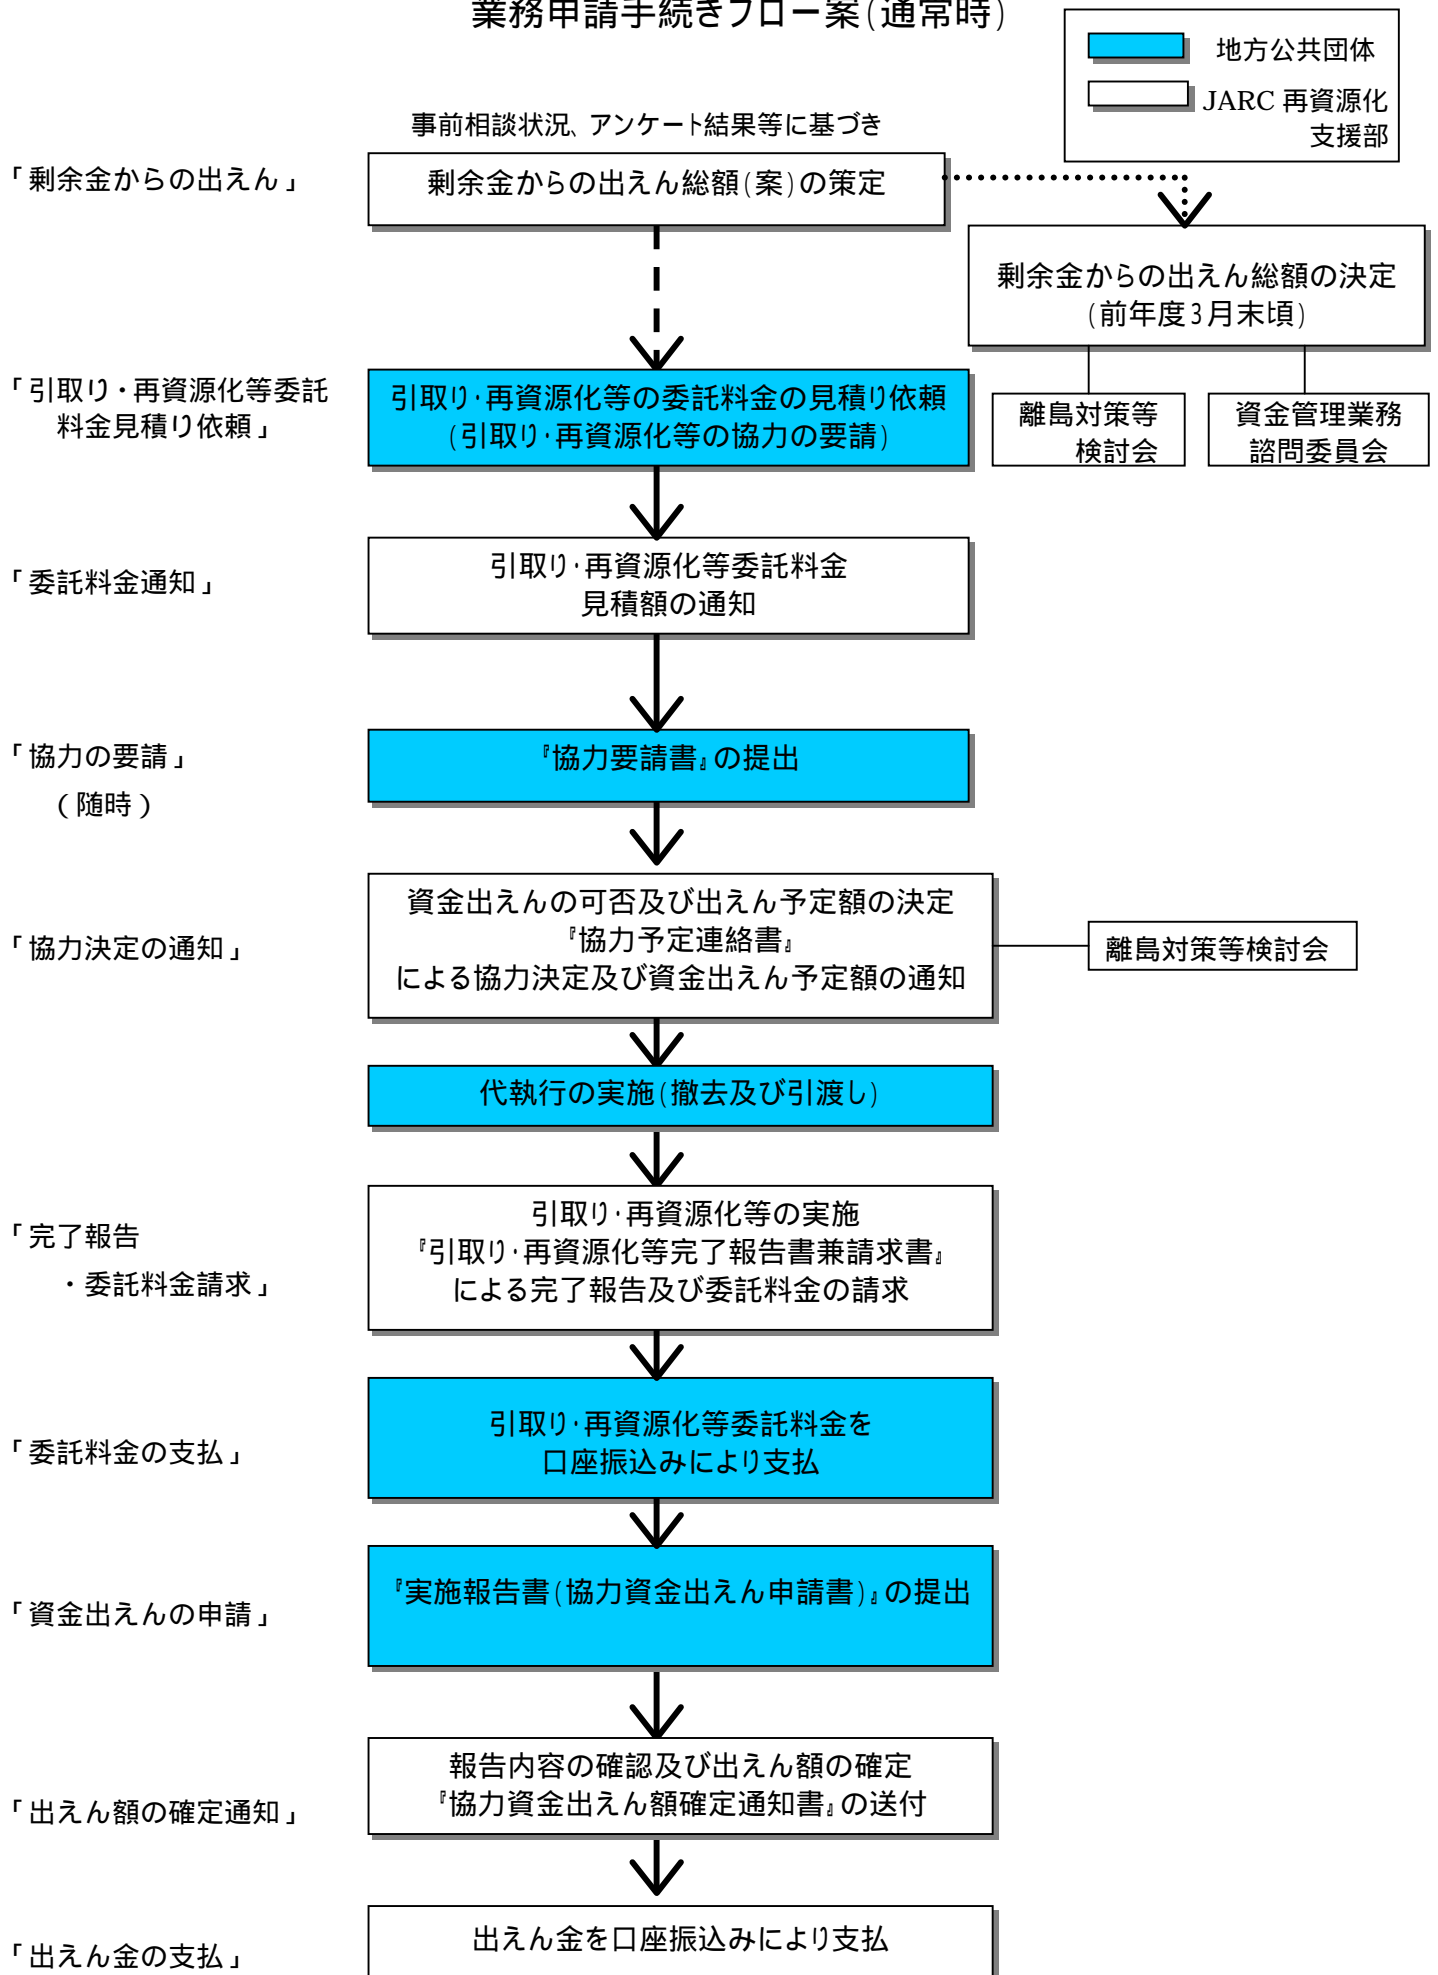 業務申請手続きフロー案(通常時)
地方公共団体
JARC 再資源化
支援部
事前相談状況、アンケート結果等に基づき
「剰余金からの出えん」
剰余金からの出えん総額(案)の策定
剰余金からの出えん総額の決定
(前年度3月末頃)
離島対策等
検討会
資金管理業務
諮問委員会
「引取り・再資源化等委託
料金見積り依頼」
引取り・再資源化等の委託料金の見積り依頼
(引取り・再資源化等の協力の要請)
「委託料金通知」
引取り・再資源化等委託料金
見積額の通知
「協力の要請」
(随時)
『協力要請書』の提出
「協力決定の通知」
資金出えんの可否及び出えん予定額の決定
『協力予定連絡書』
による協力決定及び資金出えん予定額の通知
離島対策等検討会
代執行の実施(撤去及び引渡し)
「完了報告
・委託料金請求」
引取り・再資源化等の実施
『引取り・再資源化等完了報告書兼請求書』
による完了報告及び委託料金の請求
「委託料金の支払」
引取り・再資源化等委託料金を
口座振込みにより支払
「資金出えんの申請」
『実施報告書(協力資金出えん申請書)』の提出
「出えん額の確定通知」
報告内容の確認及び出えん額の確定
『協力資金出えん額確定通知書』の送付
「出えん金の支払」
出えん金を口座振込みにより支払